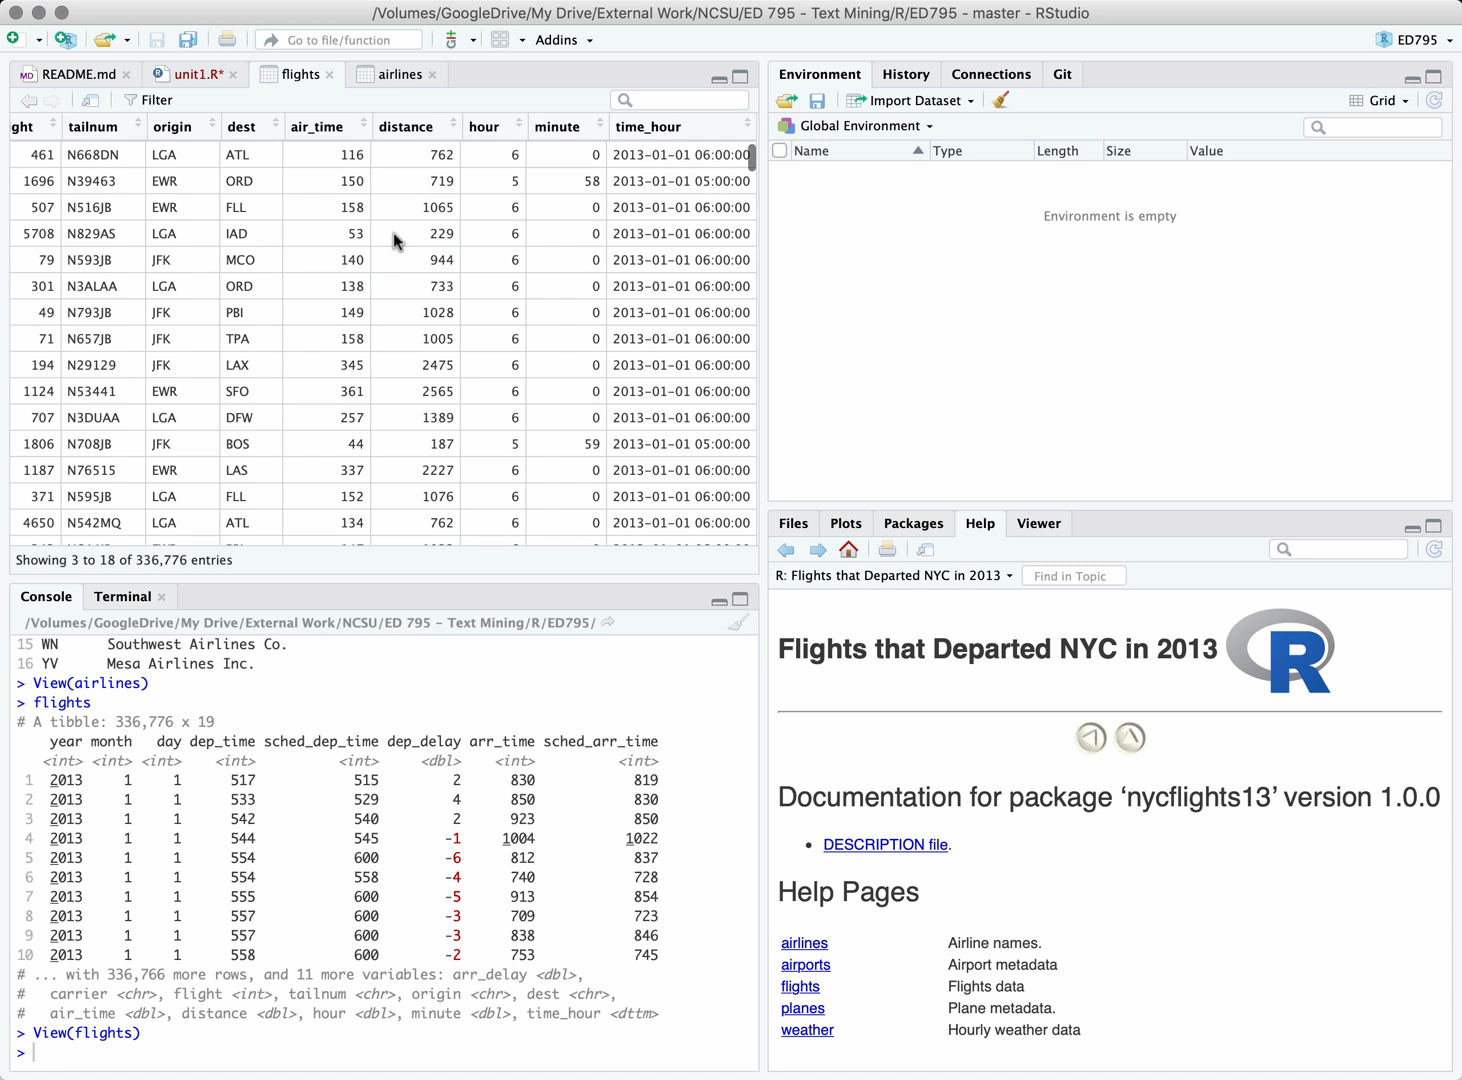 /Volumes/GoogleDrive/My Drive/External Work/NCSU/ED 795 - Text Mining/R/ED795 - master - RStudio
Go to file/function
Addins
ED795
README.md
unit1.R*
flights
airlines
Filter
ght tailnum origin dest air_time distance hour minute time_hour
461 N668DN LGA ATL 116 762 6 0 2013-01-01 06:00:00
1696 N39463 EWR ORD 150 719 5 58 2013-01-01 05:00:00
507 N516JB EWR FLL 158 1065 6 0 2013-01-01 06:00:00
5708 N829AS LGA IAD 53 229 6 0 2013-01-01 06:00:00
79 N593JB JFK MCO 140 944 6 0 2013-01-01 06:00:00
301 N3ALAA LGA ORD 138 733 6 0 2013-01-01 06:00:00
49 N793JB JFK PBI 149 1028 6 0 2013-01-01 06:00:00
71 N657JB JFK TPA 158 1005 6 0 2013-01-01 06:00:00
194 N29129 JFK LAX 345 2475 6 0 2013-01-01 06:00:00
1124 N53441 EWR SFO 361 2565 6 0 2013-01-01 06:00:00
707 N3DUAA LGA DFW 257 1389 6 0 2013-01-01 06:00:00
1806 N708JB JFK BOS 44 187 5 59 2013-01-01 05:00:00
1187 N76515 EWR LAS 337 2227 6 0 2013-01-01 06:00:00
371 N595JB LGA FLL 152 1076 6 0 2013-01-01 06:00:00
4650 N542MQ LGA ATL 134 762 6 0 2013-01-01 06:00:00
Showing 3 to 18 of 336,776 entries
Console
Terminal
/Volumes/GoogleDrive/My Drive/External Work/NCSU/ED 795 - Text Mining/R/ED795/
15 WN Southwest Airlines Co.
16 YV Mesa Airlines Inc.
> View(airlines)
> flights
# A tibble: 336,776 x 19
year month day dep_time sched_dep_time dep_delay arr_time sched_arr_time
<int> <int> <int> <int> <int> <dbl> <int> <int>
1 2013 1 1 517 515 2 830 819
2 2013 1 1 533 529 4 850 830
3 2013 1 1 542 540 2 923 850
4 2013 1 1 544 545 -1 1004 1022
5 2013 1 1 554 600 -6 812 837
6 2013 1 1 554 558 -4 740 728
7 2013 1 1 555 600 -5 913 854
8 2013 1 1 557 600 -3 709 723
9 2013 1 1 557 600 -3 838 846
10 2013 1 1 558 600 -2 753 745
# ... with 336,766 more rows, and 11 more variables: arr_delay <dbl>,
# carrier <chr>, flight <int>, tailnum <chr>, origin <chr>, dest <chr>,
# air_time <dbl>, distance <dbl>, hour <dbl>, minute <dbl>, time_hour <dttm>
> View(flights)
>
Environment
History
Connections
Git
Import Dataset
Grid
Global Environment
Name Type Length Size Value
Environment is empty
Files
Plots
Packages
Help
Viewer
R: Flights that Departed NYC in 2013
Find in Topic
Flights that Departed NYC in 2013
R
Documentation for package ‘nycflights13’ version 1.0.0
• DESCRIPTION file.
Help Pages
airlines Airline names.
airports Airport metadata
flights Flights data
planes Plane metadata.
weather Hourly weather data